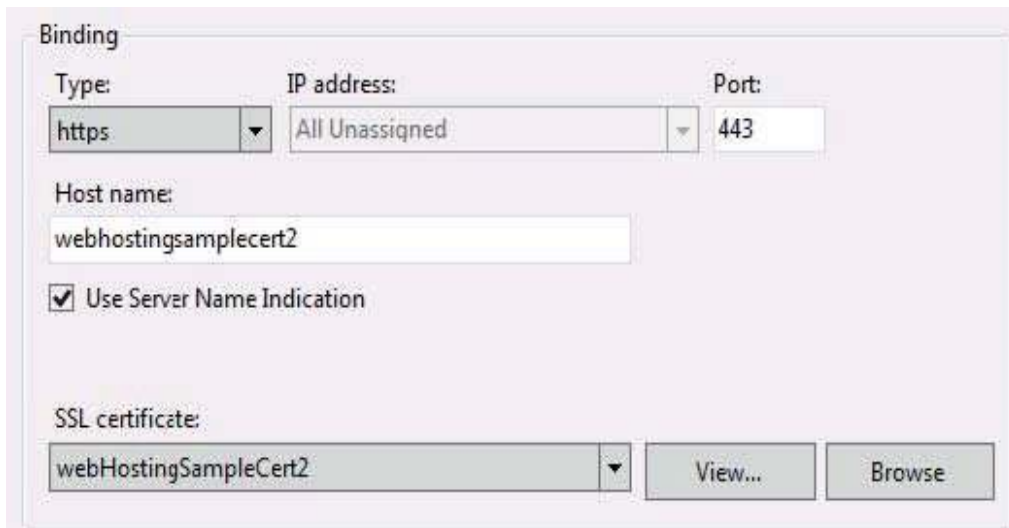 Binding
Type: IP address: Port:
https All Unassigned 443
Host name:
webhostingsamplecert2
Use Server Name Indication
SSL certificate:
webHostingSampleCert2 View... Browse